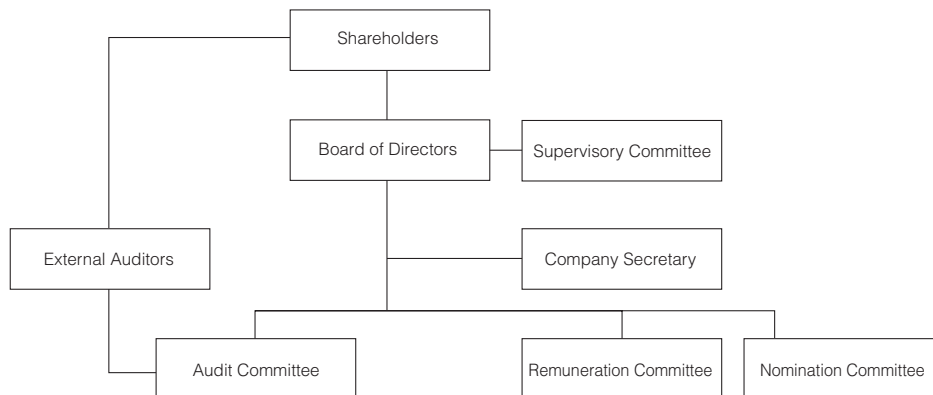 Shareholders
Board of Directors
Supervisory Committee
External Auditors
Company Secretary
Audit Committee
Remuneration Committee
Nomination Committee